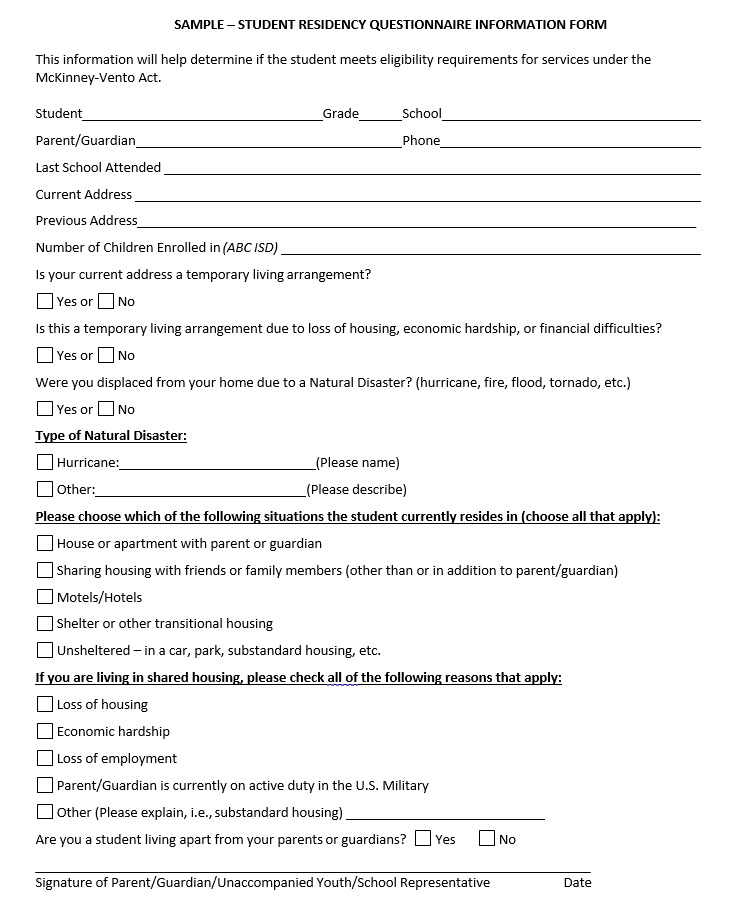 SAMPLE – STUDENT RESIDENCY QUESTIONNAIRE INFORMATION FORM
This information will help determine if the student meets eligibility requirements for services under the
McKinney-Vento Act.
Student Grade School
Parent/Guardian Phone
Last School Attended
Current Address
Previous Address
Number of Children Enrolled in (ABC ISD)
Is your current address a temporary living arrangement?
Yes or No
Is this a temporary living arrangement due to loss of housing, economic hardship, or financial difficulties?
Yes or No
Were you displaced from your home due to a Natural Disaster? (hurricane, fire, flood, tornado, etc.)
Yes or No
Type of Natural Disaster:
Hurricane: (Please name)
Other: (Please describe)
Please choose which of the following situations the student currently resides in (choose all that apply):
House or apartment with parent or guardian
Sharing housing with friends or family members (other than or in addition to parent/guardian)
Motels/Hotels
Shelter or other transitional housing
Unsheltered – in a car, park, substandard housing, etc.
If you are living in shared housing, please check all of the following reasons that apply:
Loss of housing
Economic hardship
Loss of employment
Parent/Guardian is currently on active duty in the U.S. Military
Other (Please explain, i.e., substandard housing)
Are you a student living apart from your parents or guardians? Yes No
Signature of Parent/Guardian/Unaccompanied Youth/School Representative Date